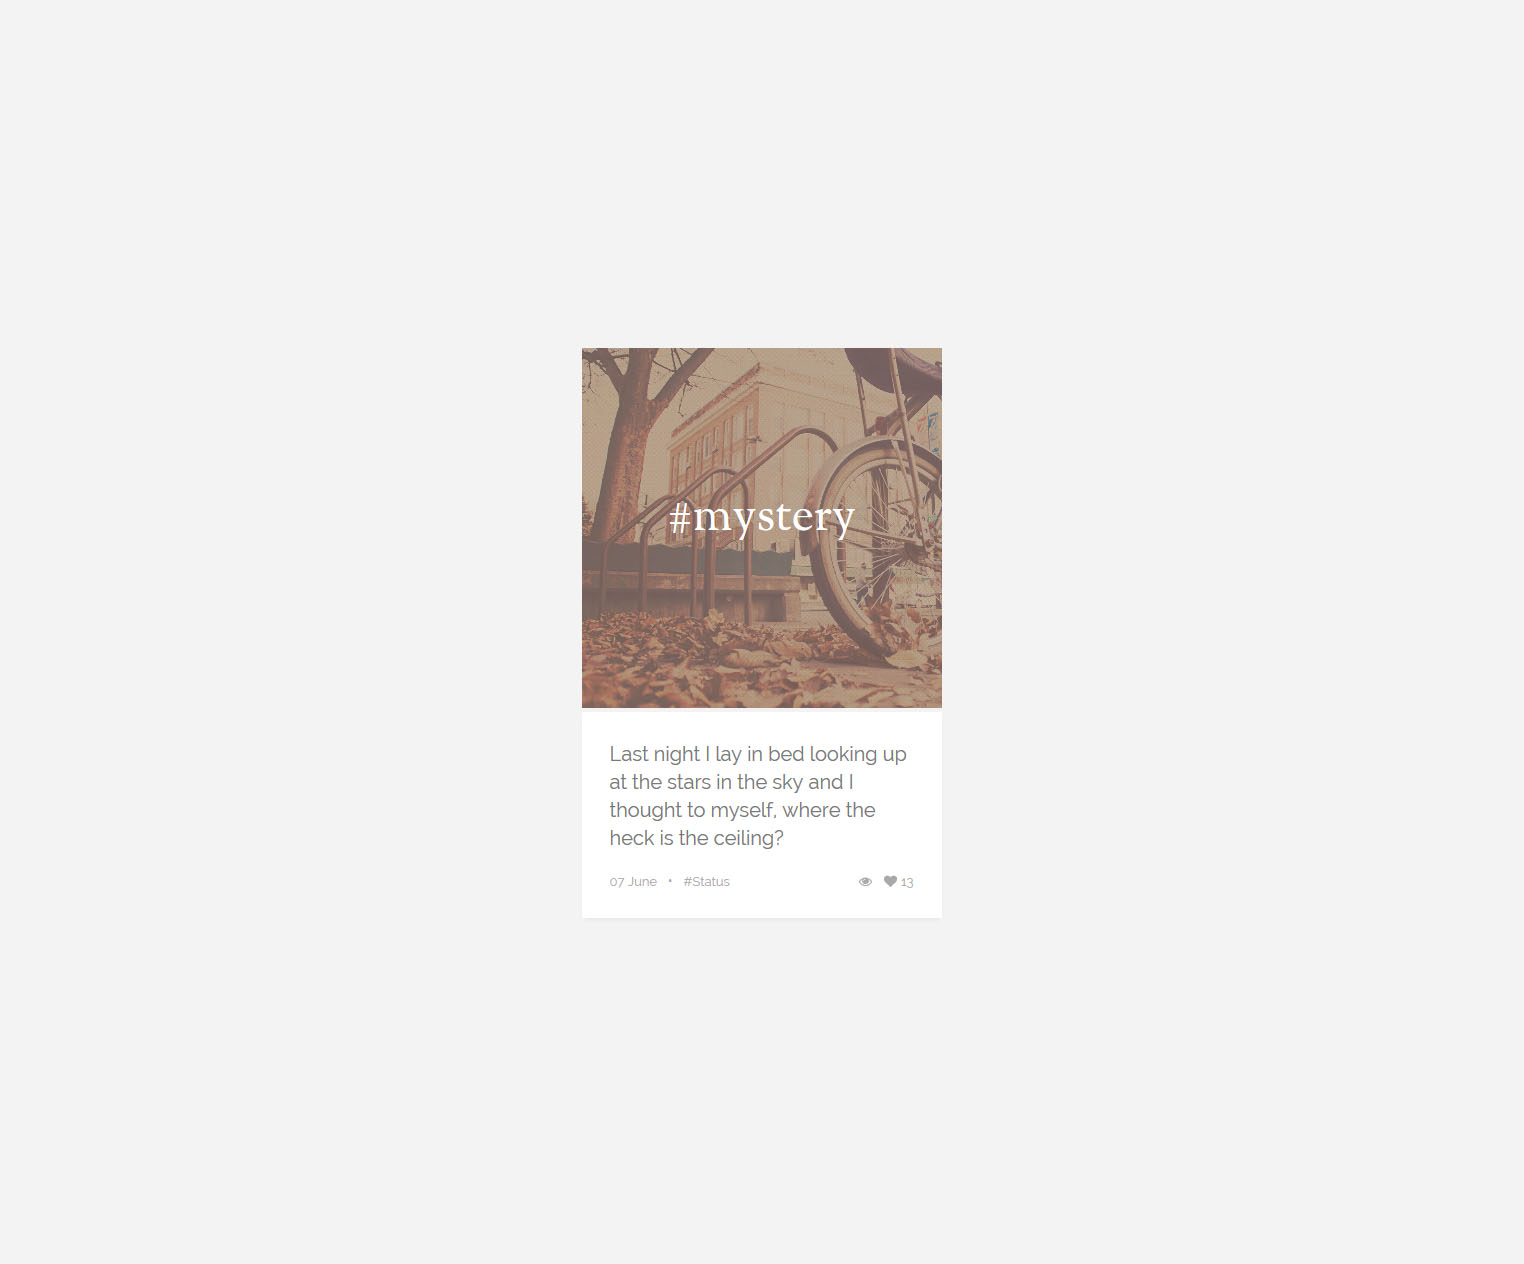 #mystery
Last night I lay in bed looking up
at the stars in the sky and I
thought to myself, where the
heck is the ceiling?
07 June • #Status 13